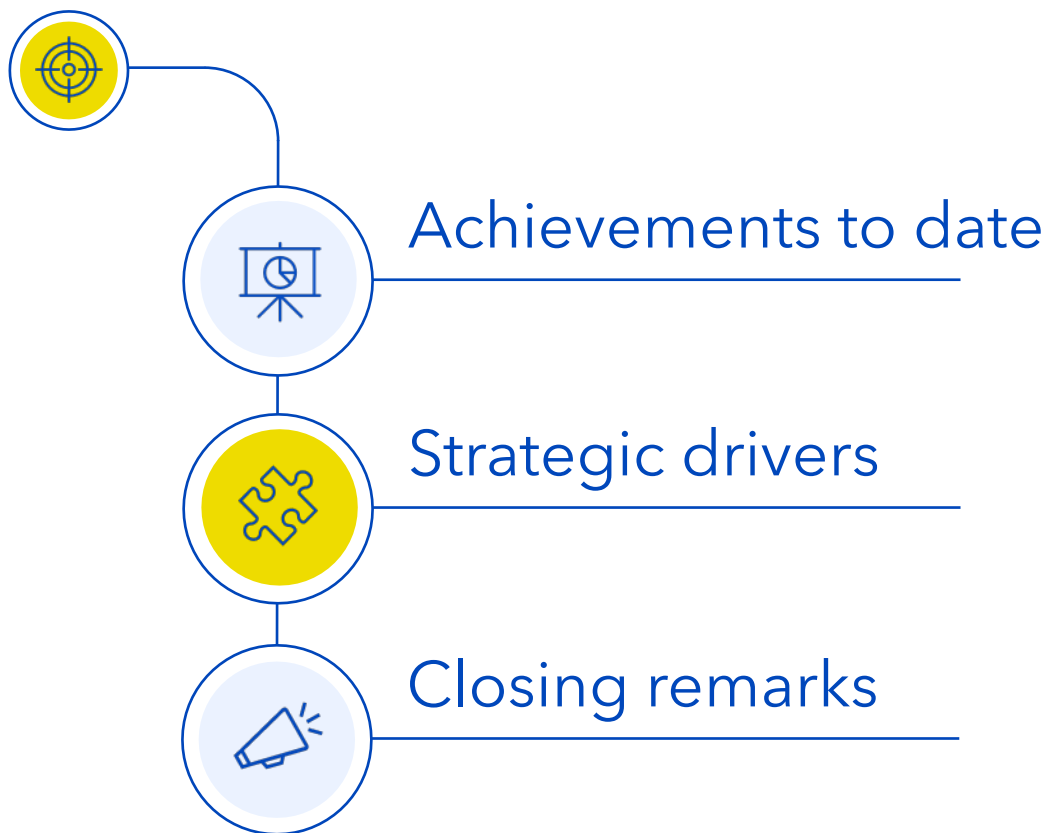 Achievements to date
Strategic drivers
Closing remarks